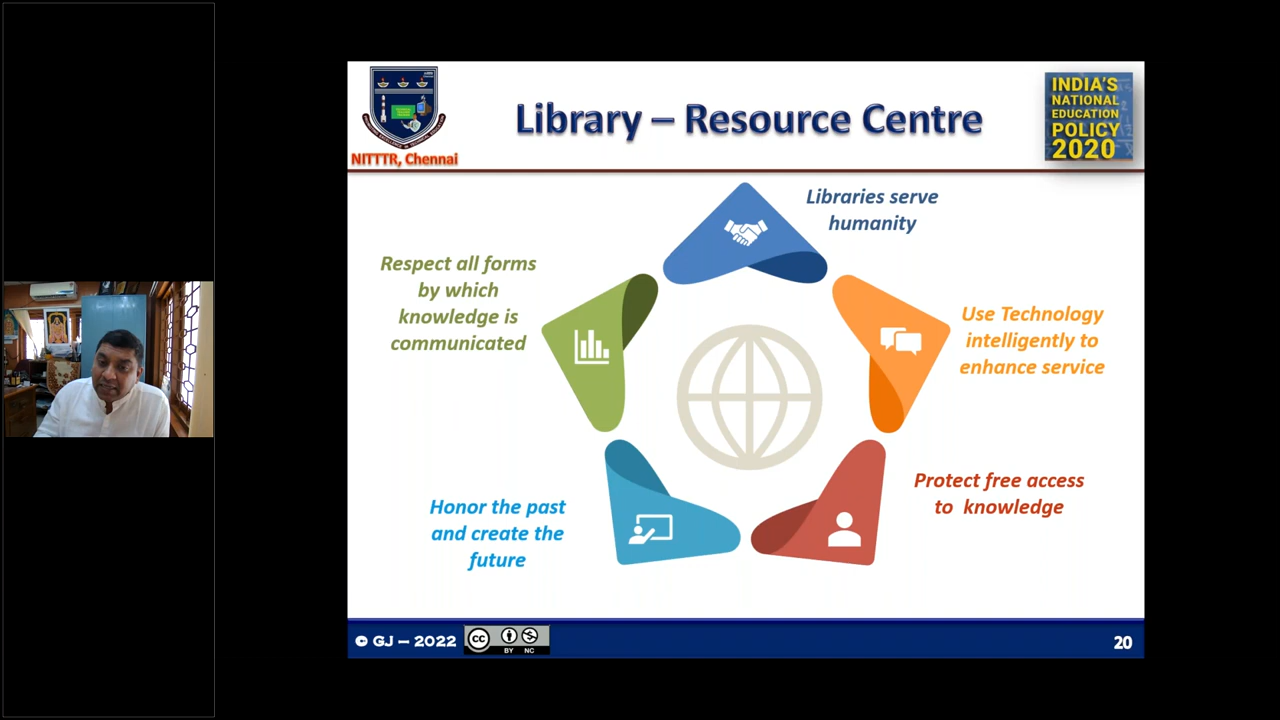 NITTTR, Chennai
Library – Resource Centre
INDIA'S
NATIONAL
EDUCATION
POLICY
2020
Libraries serve
humanity
Respect all forms
by which
knowledge is
communicated
Use Technology
intelligently to
enhance service
Protect free access
to knowledge
Honor the past
and create the
future
© GJ – 2022
CC
BY NC
20